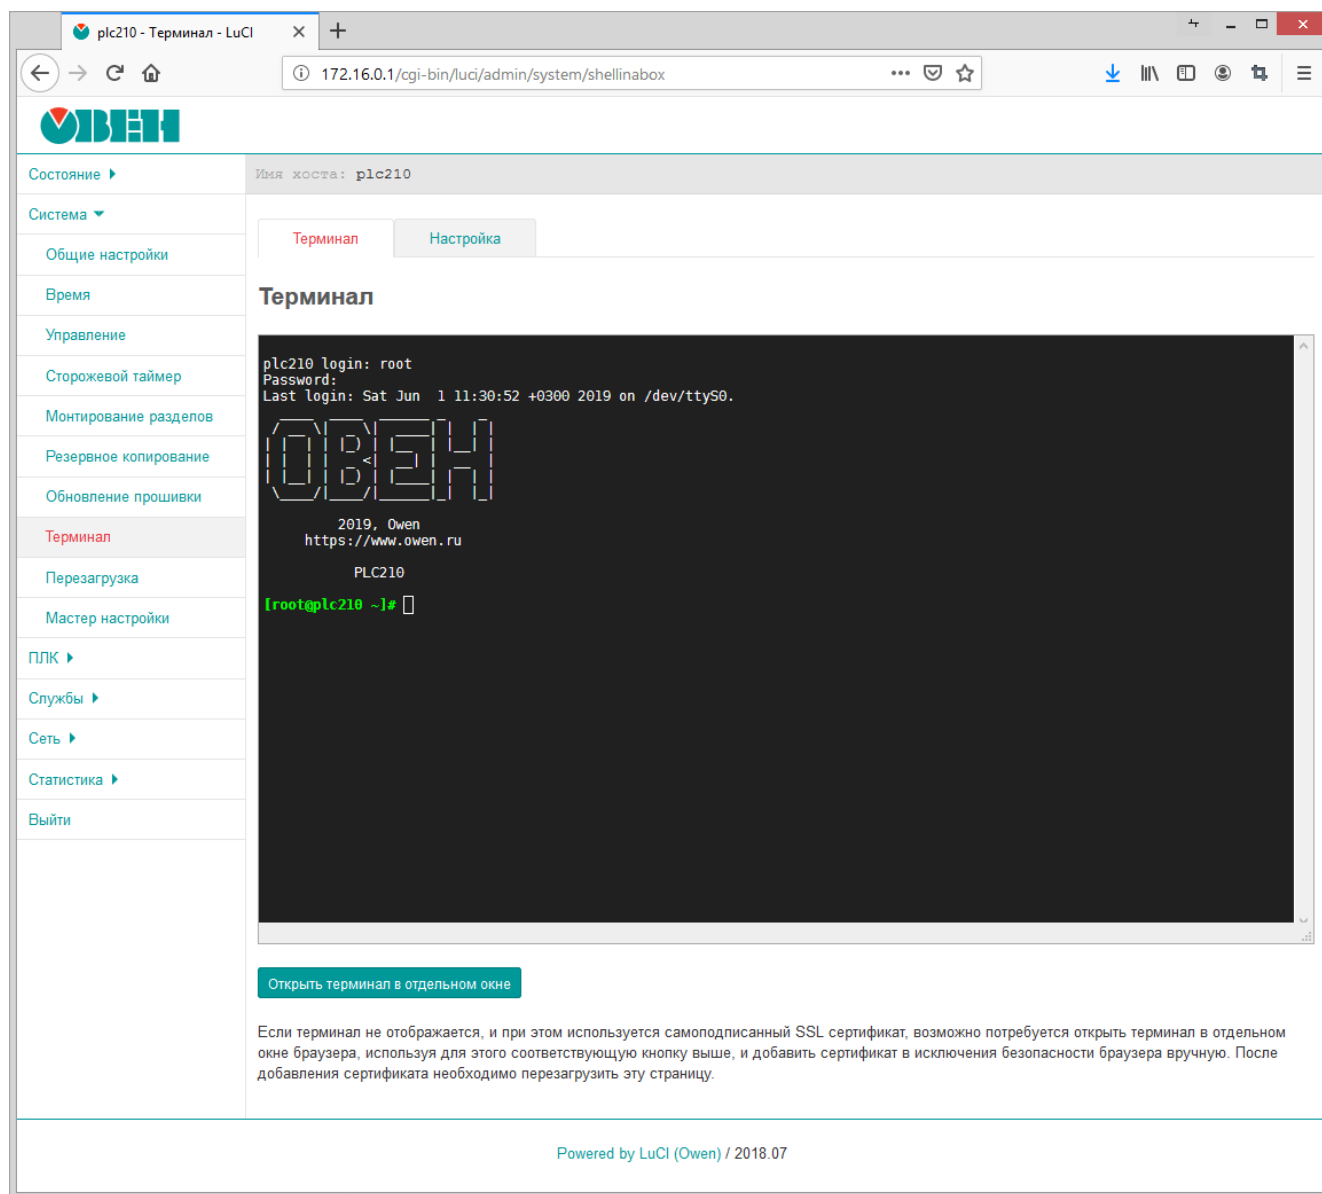 plc210 - Терминал - LuCI
172.16.0.1/cgi-bin/luci/admin/system/shellinabox
ОВЕН
Имя хоста: plc210
Состояние
Система
Общие настройки
Время
Управление
Сторожевой таймер
Монтирование разделов
Резервное копирование
Обновление прошивки
Терминал
Перезагрузка
Мастер настройки
ПЛК
Службы
Сеть
Статистика
Выйти
Терминал
Настройка
Терминал
plc210 login: root
Password:
Last login: Sat Jun 1 11:30:52 +0300 2019 on /dev/ttyS0.
ОВЕН
2019, Owen
https://www.owen.ru
PLC210
[root@plc210 ~]#
Открыть терминал в отдельном окне
Если терминал не отображается, и при этом используется самоподписанный SSL сертификат, возможно потребуется открыть терминал в отдельном
окне браузера, используя для этого соответствующую кнопку выше, и добавить сертификат в исключения безопасности браузера вручную. После
добавления сертификата необходимо перезагрузить эту страницу.
Powered by LuCI (Owen) / 2018.07